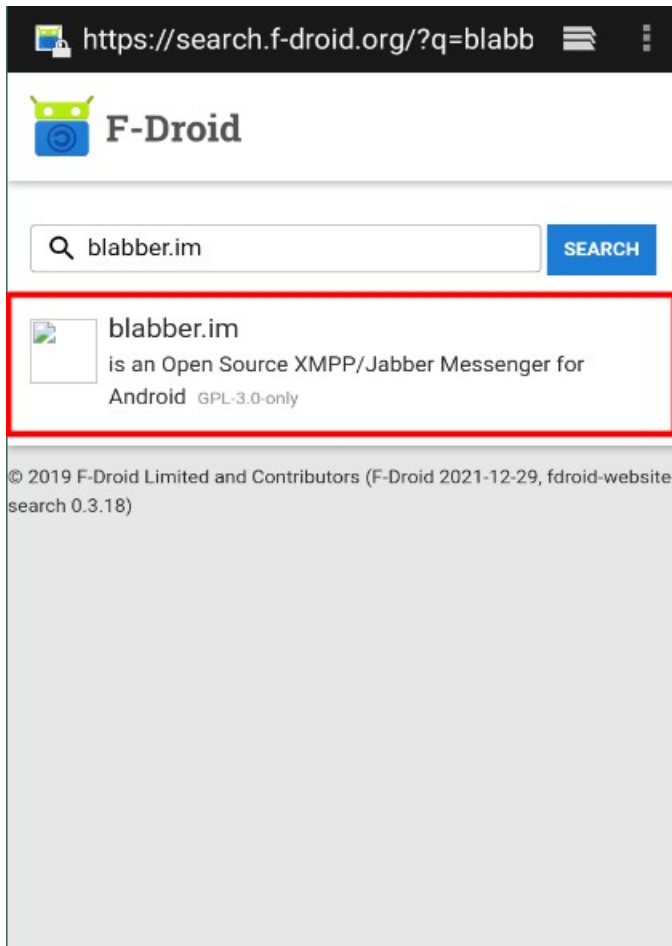 https://search.f-droid.org/?q=blabb
F-Droid
blabber.im
SEARCH
blabber.im
is an Open Source XMPP/Jabber Messenger for
Android GPL-3.0-only
© 2019 F-Droid Limited and Contributors (F-Droid 2021-12-29, fdroid-website
search 0.3.18)